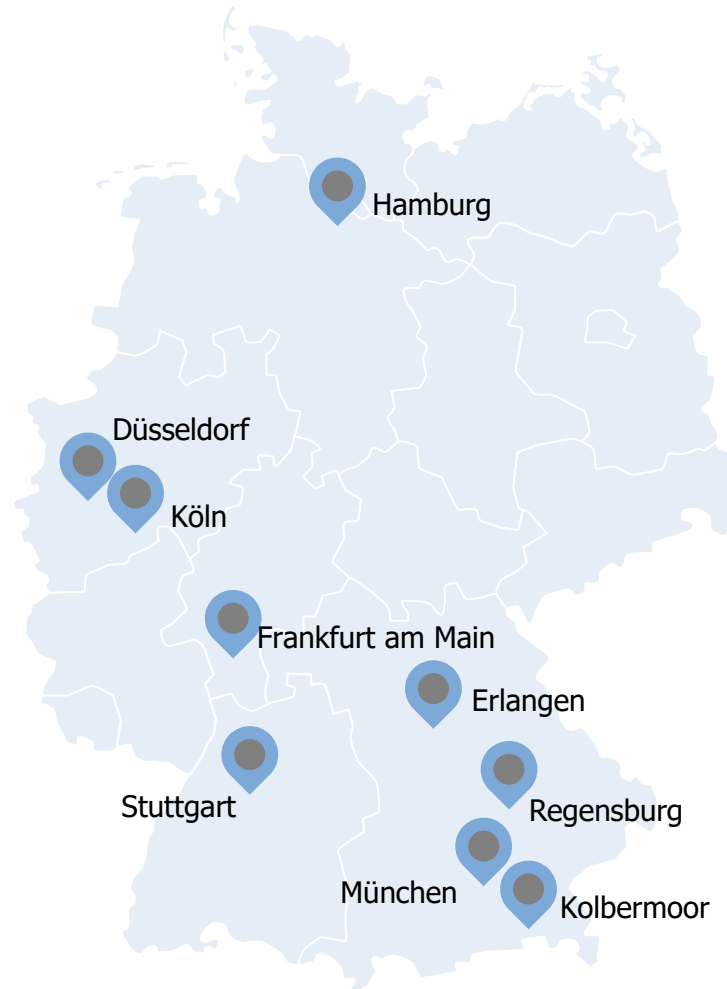 Hamburg
Düsseldorf
Köln
Frankfurt am Main
Erlangen
Stuttgart
Regensburg
München
Kolbermoor